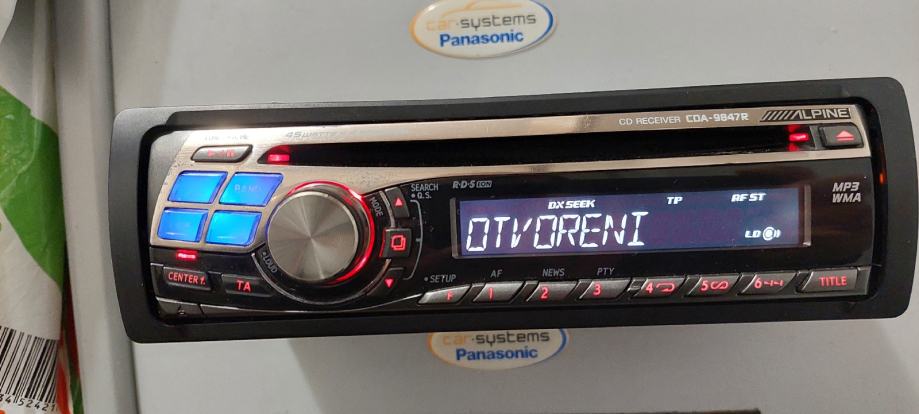 car-systems
Panasonic
45WATTX4
CD RECEIVER CDA-9847R ALPINE
SEARCH
Q.S.
R·D·S EON
MODE
BAND
DX SEEK TP AF ST
OTVORENI
LD
MP3
WMA
LOUD
SETUP AF NEWS PTY
CENTER 1.
TA
F 1 2 3 4 5 6
TITLE
car-systems
Panasonic